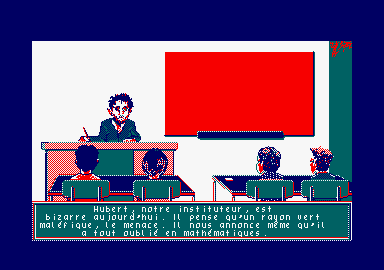 Hubert, notre instituteur, est
bizarre aujourd'hui. Il pense qu'un rayon vert
maléfique, le menace. Il nous annonce même qu'il
a tout oublié en mathématiques.